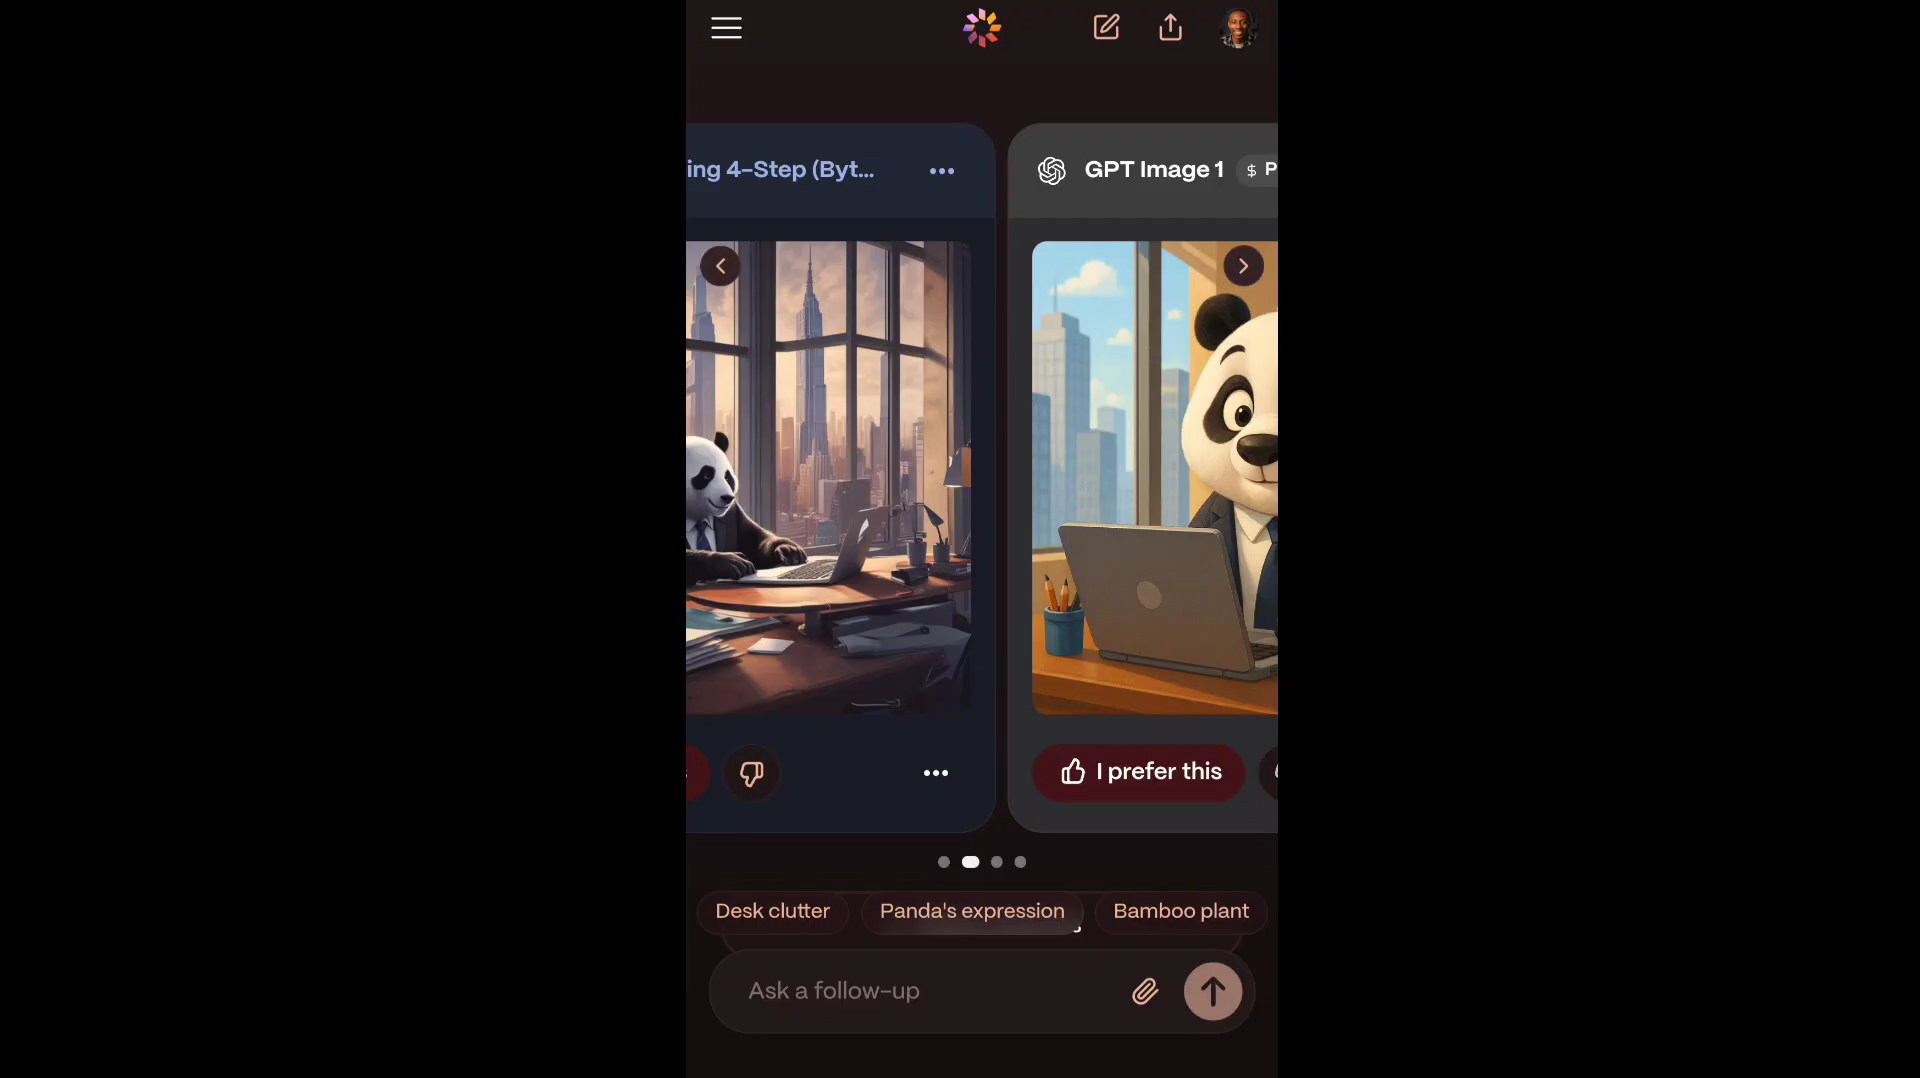 ing 4-Step (Byt...
GPT Image 1
$ P
I prefer this
Desk clutter
Panda's expression
Bamboo plant
Ask a follow-up